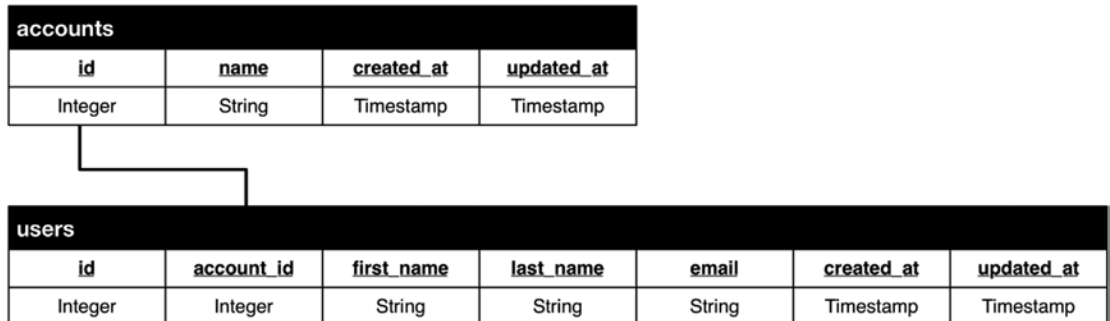 accounts
id name created_at updated_at
Integer String Timestamp Timestamp
users
id account_id first_name last_name email created_at updated_at
Integer Integer String String String Timestamp Timestamp